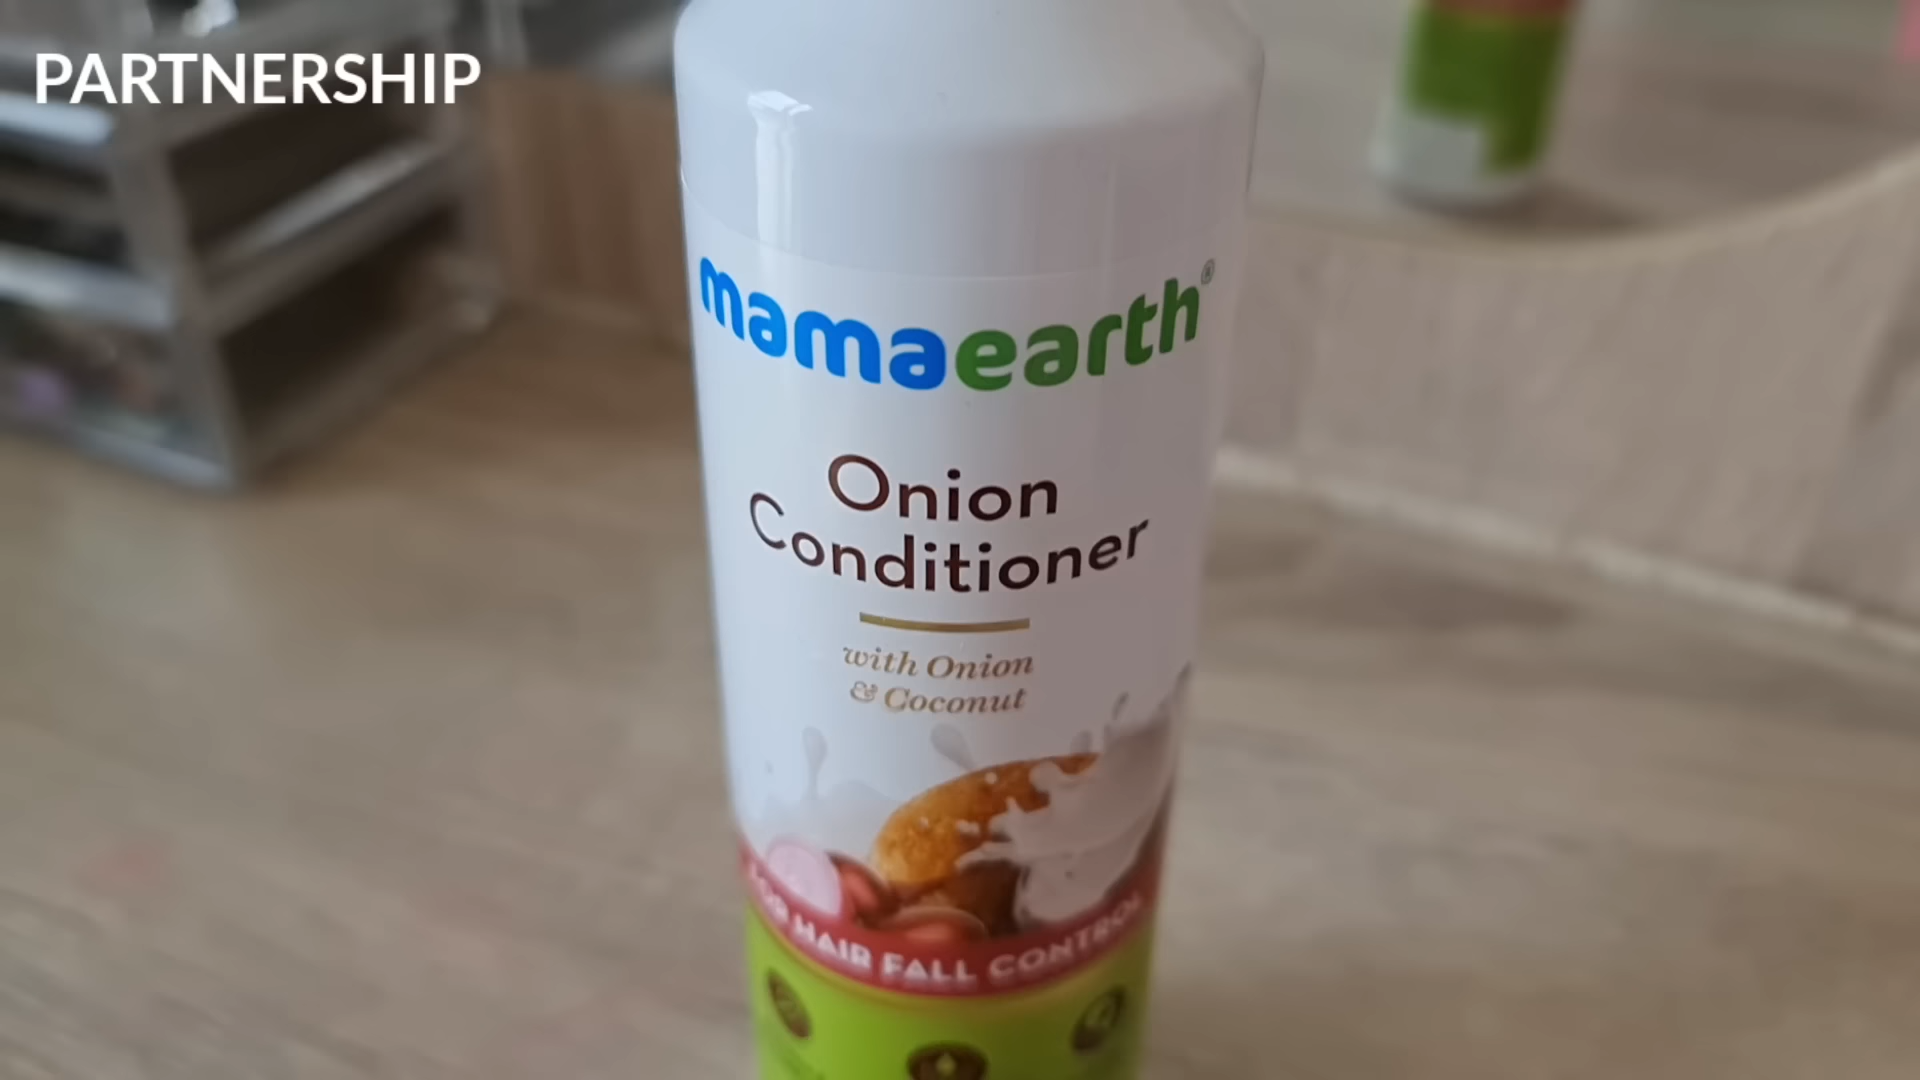 PARTNERSHIP
mamaearth®
Onion
Conditioner
with Onion
& Coconut
FOR HAIR FALL CONTROL